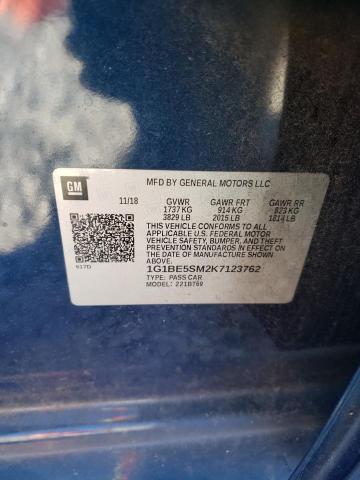 GM
MFD BY GENERAL MOTORS LLC
11/18 GVWR GAWR FRT GAWR RR
1737 KG 914 KG 823 KG
3829 LB 2015 LB 1814 LB
THIS VEHICLE CONFORMS TO ALL APPLICABLE U.S. FEDERAL MOTOR VEHICLE SAFETY, BUMPER, AND THEFT PREVENTION STANDARDS IN EFFECT ON THE DATE OF MANUFACTURE SHOWN ABOVE.
1G1BE5SM2K7123762
TYPE: PASS CAR
MODEL: 221B769